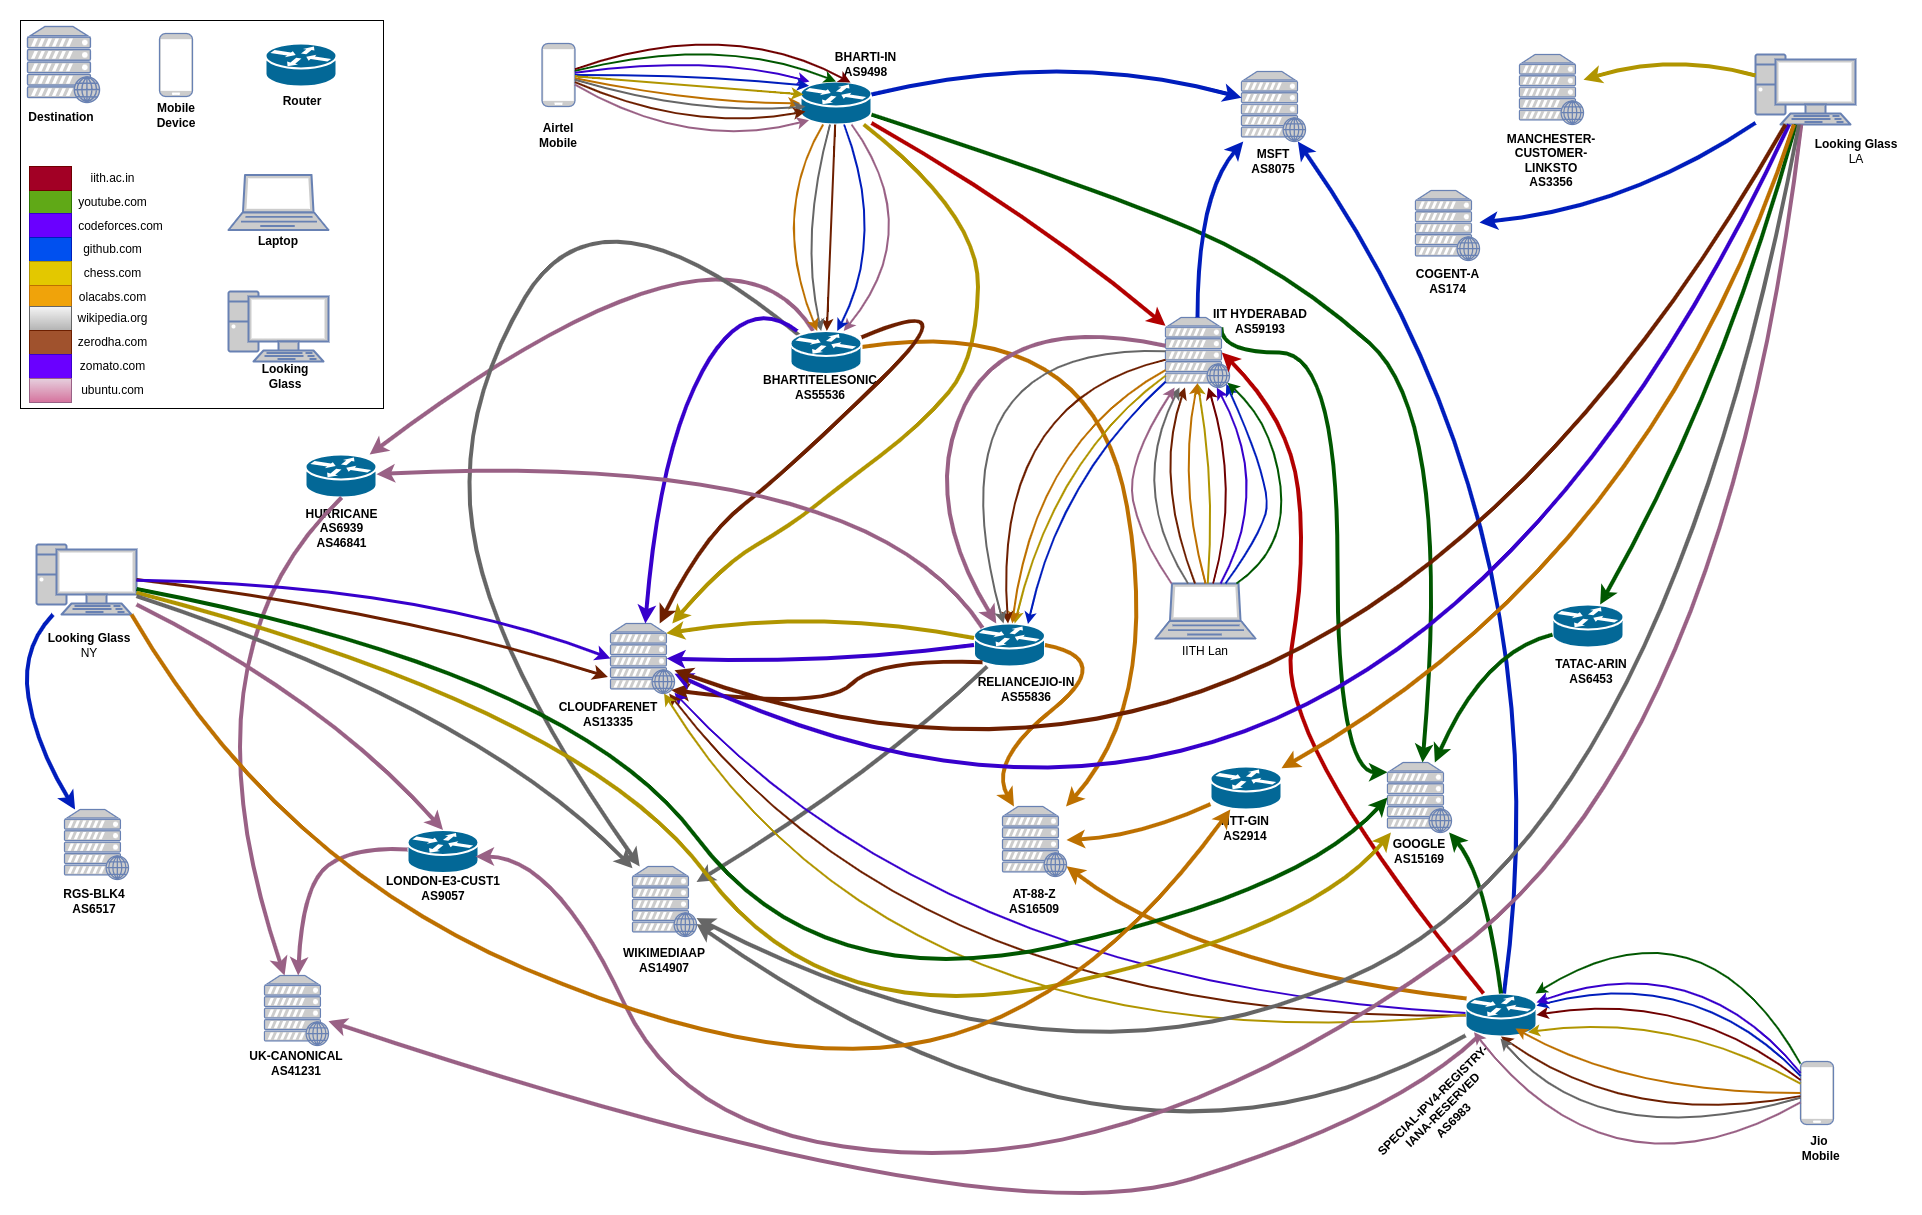 Destination
Mobile
Device
Router
iith.ac.in
youtube.com
codeforces.com
github.com
chess.com
olacabs.com
wikipedia.org
zerodha.com
zomato.com
ubuntu.com
Laptop
Looking
Glass
Airtel
Mobile
BHARTI-IN
AS9498
MSFT
AS8075
MANCHESTER-
CUSTOMER-
LINKSTO
AS3356
Looking Glass
LA
COGENT-A
AS174
IIT HYDERABAD
AS59193
BHARTITELESONIC
AS55536
HURRICANE
AS6939
AS46841
Looking Glass
NY
IITH Lan
TATAC-ARIN
AS6453
RELIANCEJIO-IN
AS55836
CLOUDFARENET
AS13335
NTT-GIN
AS2914
GOOGLE
AS15169
RGS-BLK4
AS6517
LONDON-E3-CUST1
AS9057
AT-88-Z
AS16509
WIKIMEDIAAP
AS14907
UK-CANONICAL
AS41231
SPECIAL-IPV4-REGISTRY-
IANA-RESERVED
AS6983
Jio
Mobile